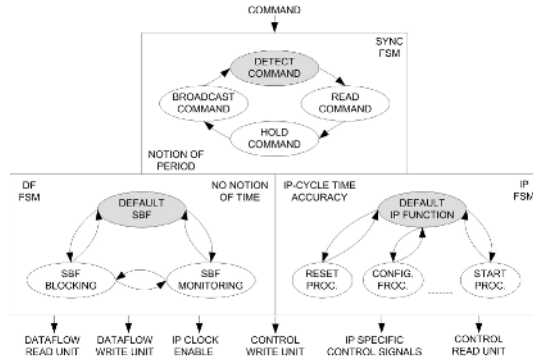 COMMAND
SYNC
FSM
DETECT
COMMAND
BROADCAST
COMMAND
READ
COMMAND
HOLD
COMMAND
NOTION OF
PERIOD
DF
FSM
NO NOTION
OF TIME
DEFAULT
SBF
SBF
BLOCKING
SBF
MONITORING
IP-CYCLE TIME
ACCURACY
IP
FSM
DEFAULT
IP FUNCTION
RESET
PROC.
CONFIG.
PROC.
START
PROC.
DATAFLOW
READ UNIT
DATAFLOW
WRITE UNIT
IP CLOCK
ENABLE
CONTROL
WRITE UNIT
IP SPECIFIC
CONTROL SIGNALS
CONTROL
READ UNIT